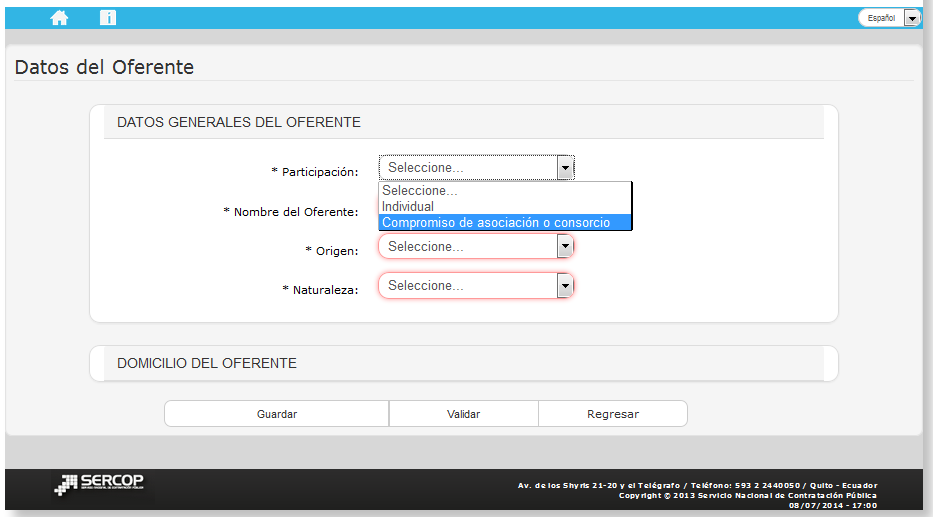 Español
Datos del Oferente
DATOS GENERALES DEL OFERENTE
* Participación:
Seleccione...
Seleccione...
Individual
Compromiso de asociación o consorcio
* Nombre del Oferente:
* Origen:
Seleccione...
* Naturaleza:
Seleccione...
DOMICILIO DEL OFERENTE
Guardar
Validar
Regresar
SERCOP
SERVICIO NACIONAL DE CONTRATACIÓN PÚBLICA
Av. de los Shyris 21-20 y el Telégrafo / Teléfono: 593 2 2440050 / Quito - Ecuador
Copyright © 2013 Servicio Nacional de Contratación Pública
08/07/2014 - 17:00